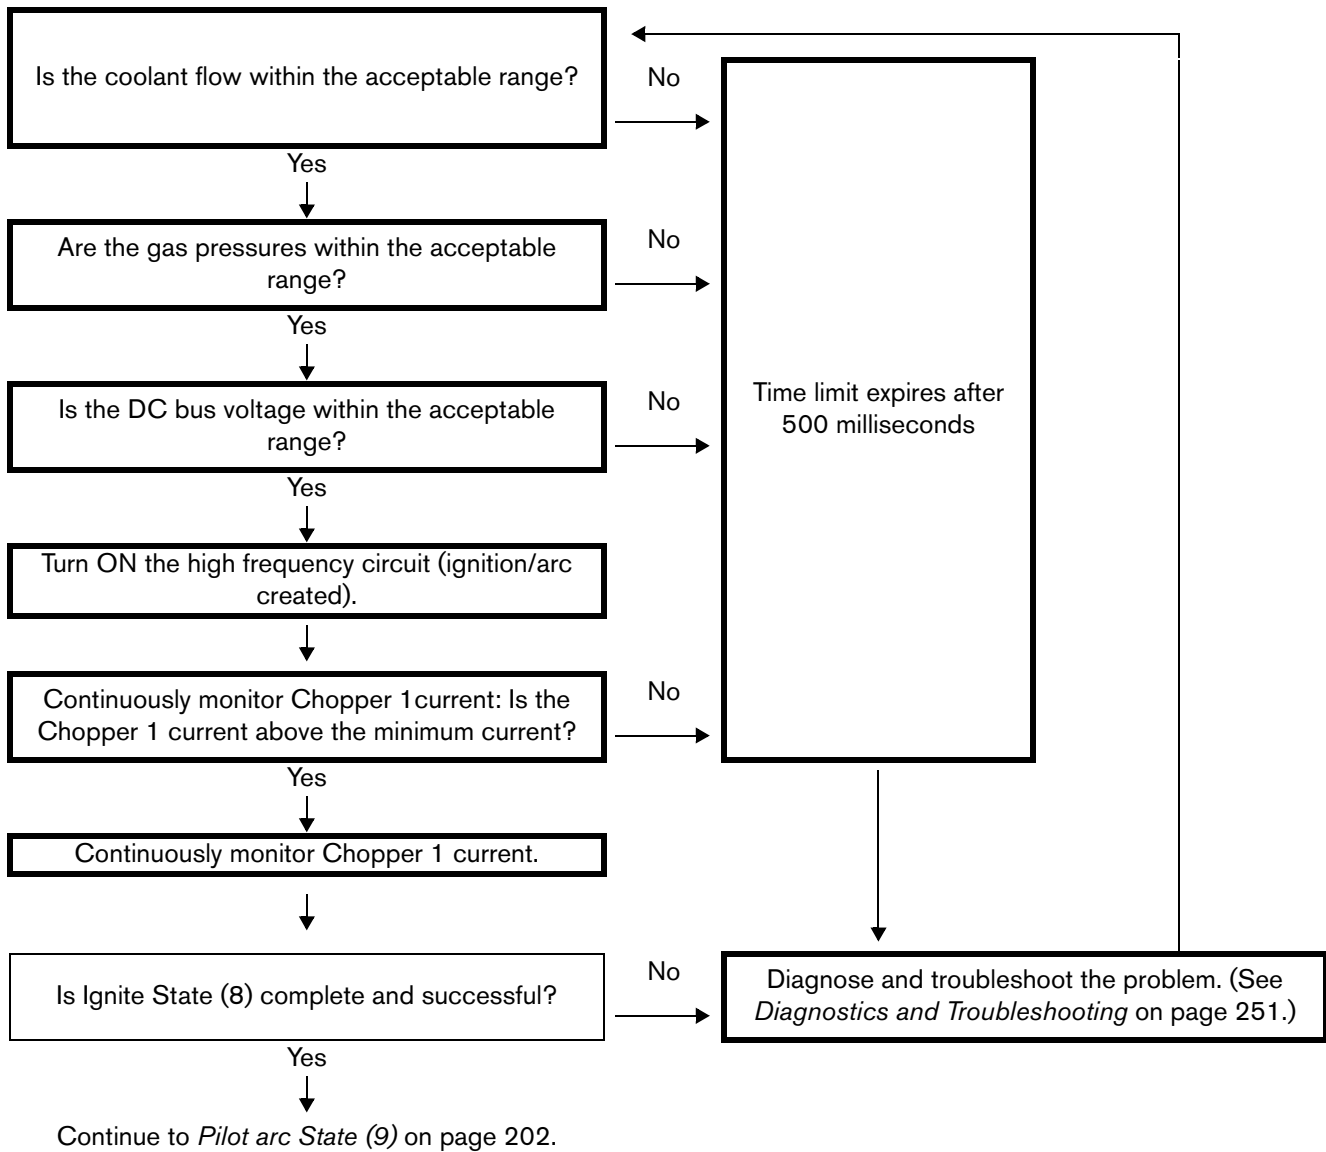 Is the coolant flow within the acceptable range?
No
Yes
Are the gas pressures within the acceptable
range?
No
Yes
Is the DC bus voltage within the acceptable
range?
No
Time limit expires after
500 milliseconds
Yes
Turn ON the high frequency circuit (ignition/arc
created).
Continuously monitor Chopper 1current: Is the
Chopper 1 current above the minimum current?
No
Yes
Continuously monitor Chopper 1 current.
Is Ignite State (8) complete and successful?
No
Diagnose and troubleshoot the problem. (See
Diagnostics and Troubleshooting on page 251.)
Yes
Continue to Pilot arc State (9) on page 202.